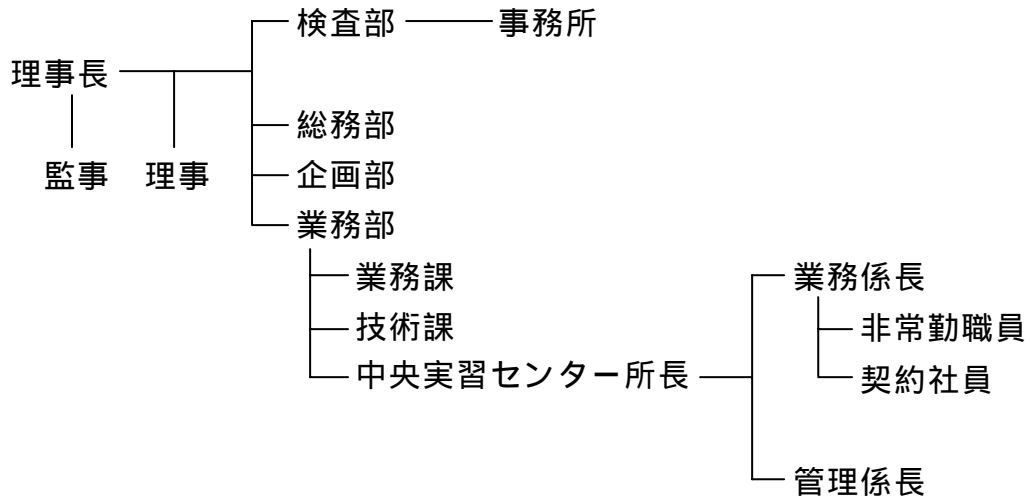 検査部
事務所
理事長
総務部
監事
理事
企画部
業務部
業務課
業務係長
技術課
非常勤職員
中央実習センター所長
契約社員
管理係長